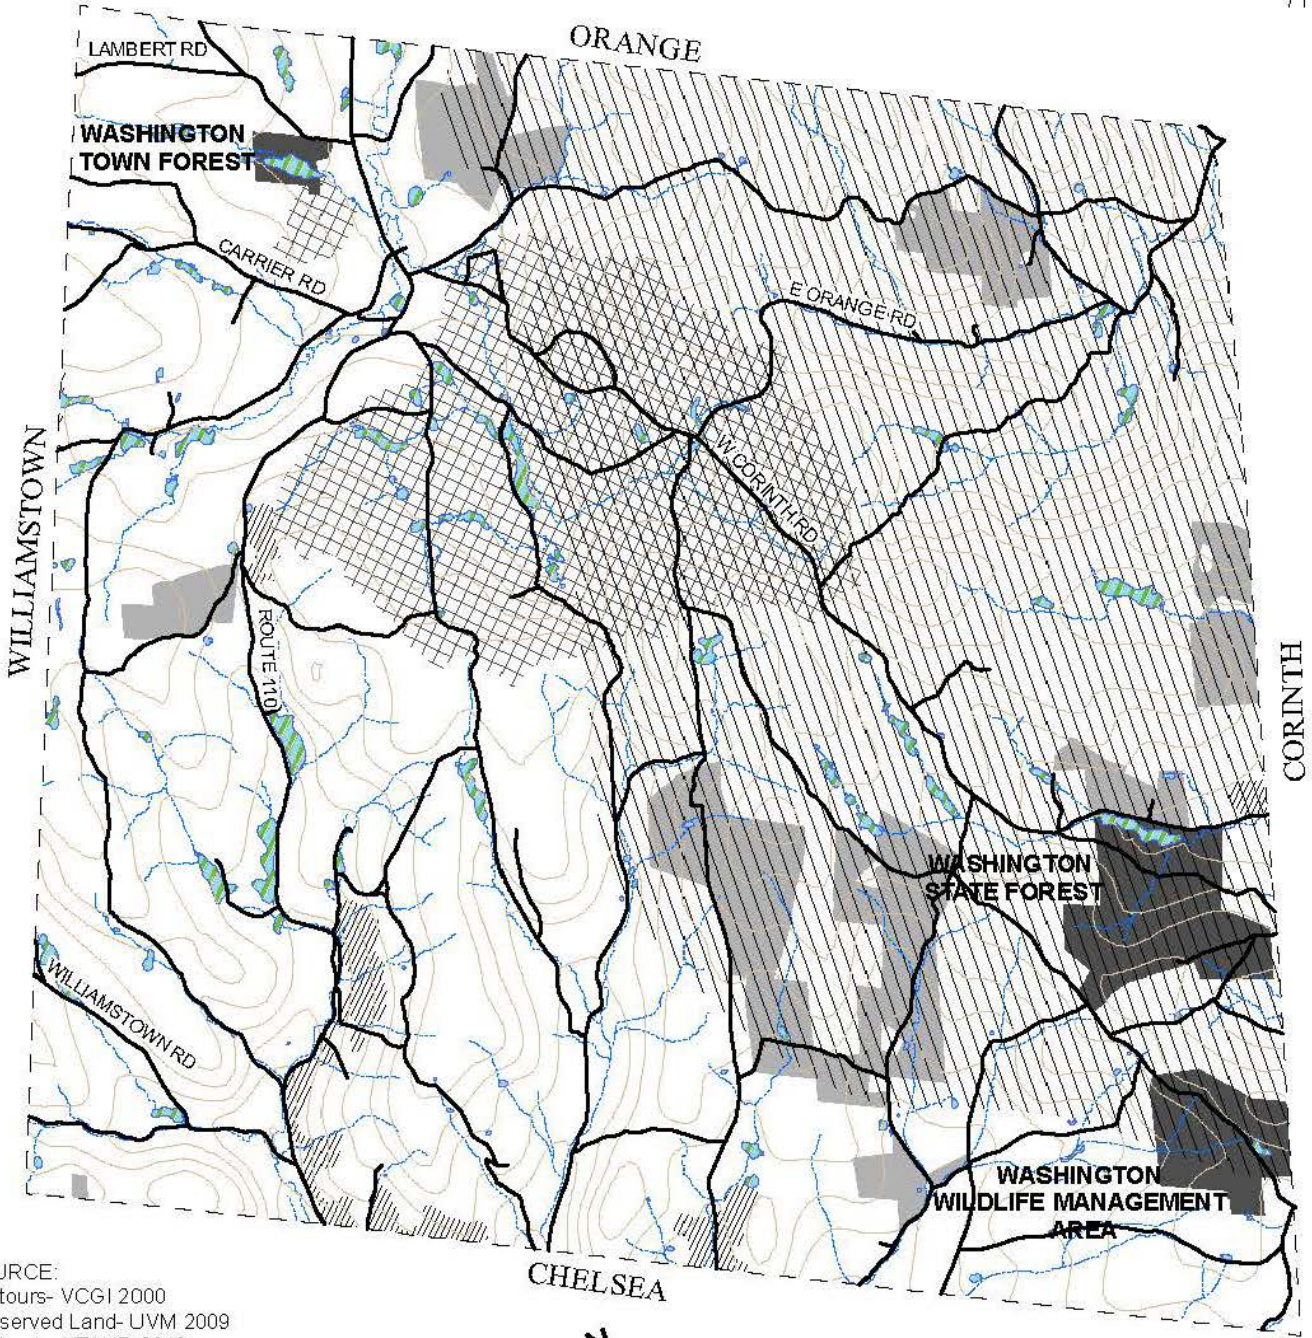 ORANGE
LAMBERT RD
WASHINGTON
TOWN FOREST
CARRIER RD
E ORANGE RD
W CORINTH RD
WILLIAMSTOWN
ROUTE 110
CORINTH
WASHINGTON
STATE FOREST
WILLIAMSTOWN RD
WASHINGTON
WILDLIFE MANAGEMENT
AREA
CHELSEA
URCE:
tours- VCGI 2000
served Land- UVM 2009